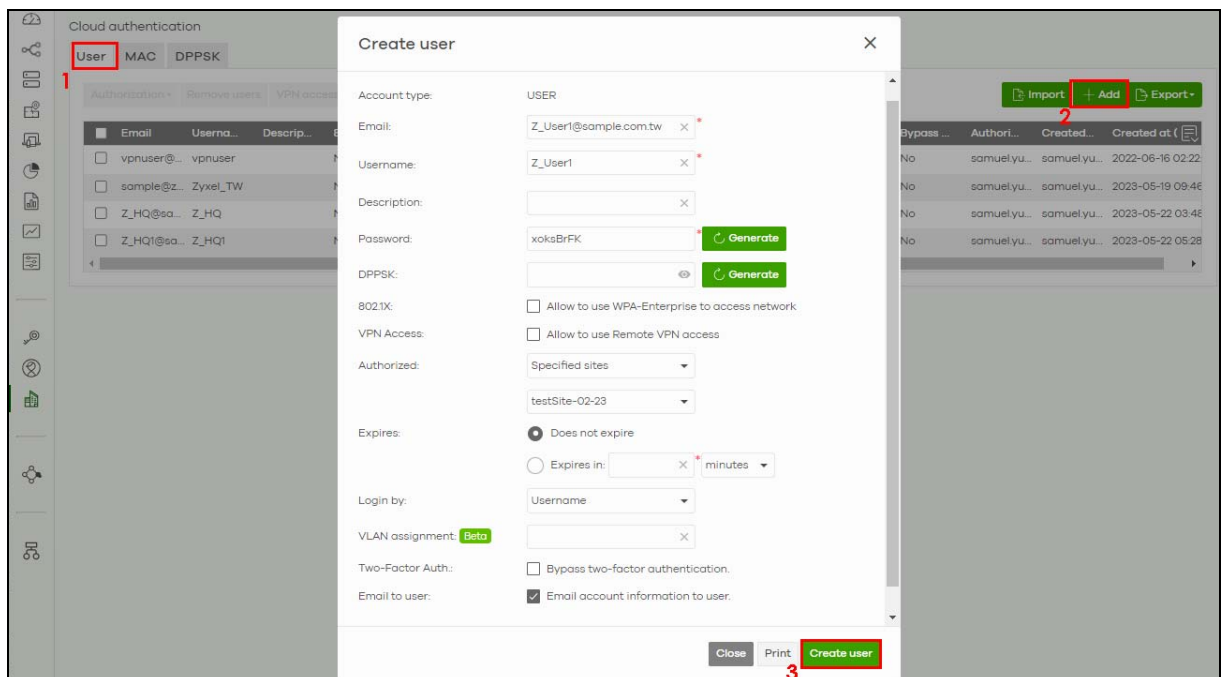 Cloud authentication
User MAC DPPSK
1
Authorization Remove users VPN access
Import Add Export
2
Email Userna... Descrip... Bypass ... Authori... Created... Created at (
vpnuser@... vpnuser No samuel.yu... samuel.yu... 2022-06-16 02:22
sample@z... Zyxel_TW No samuel.yu... samuel.yu... 2023-05-19 09:46
Z_HQ@sa... Z_HQ No samuel.yu... samuel.yu... 2023-05-22 03:48
Z_HQ1@sa... Z_HQ1 No samuel.yu... samuel.yu... 2023-05-22 05:28
Create user
Account type: USER
Email: Z_User1@sample.com.tw *
Username: Z_User1 *
Description:
Password: xoksBrFK * Generate
DPPSK: Generate
802.1X: Allow to use WPA-Enterprise to access network
VPN Access: Allow to use Remote VPN access
Authorized: Specified sites
testSite-02-23
Expires: Does not expire
Expires in: * minutes
Login by: Username
VLAN assignment: Beta
Two-Factor Auth.: Bypass two-factor authentication.
Email to user: Email account information to user.
Close Print Create user
3